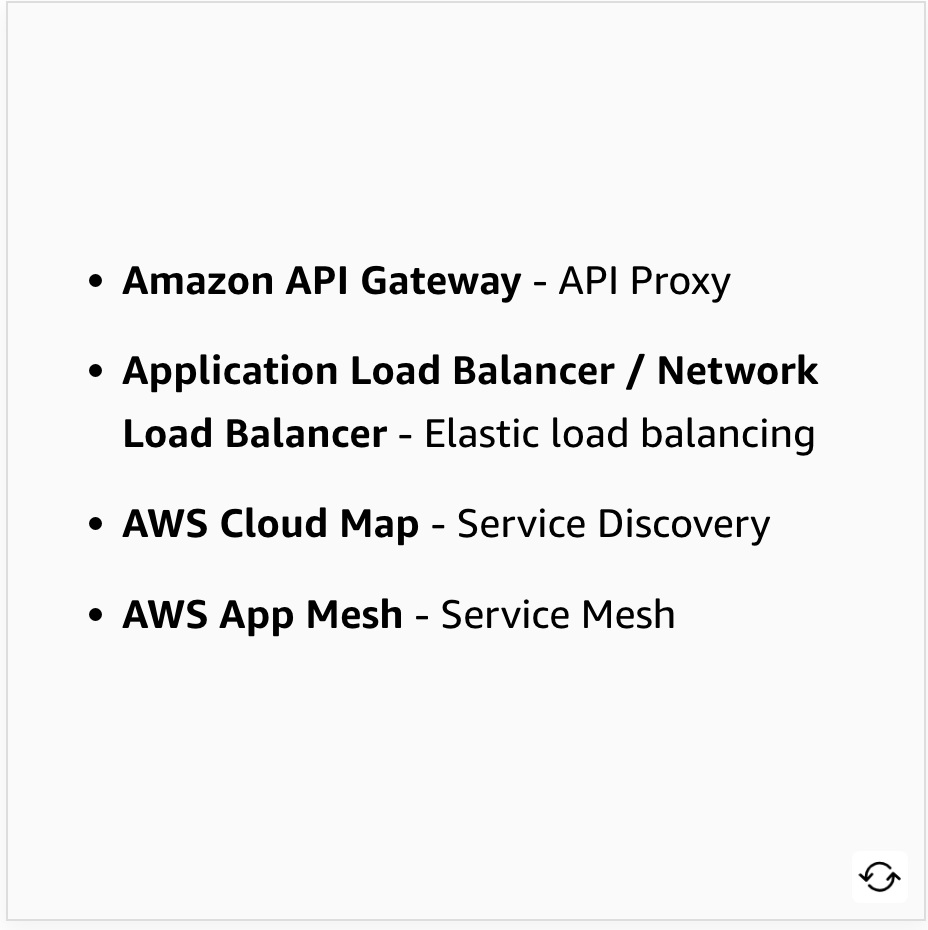 • Amazon API Gateway - API Proxy
• Application Load Balancer / Network
Load Balancer - Elastic load balancing
• AWS Cloud Map - Service Discovery
• AWS App Mesh - Service Mesh